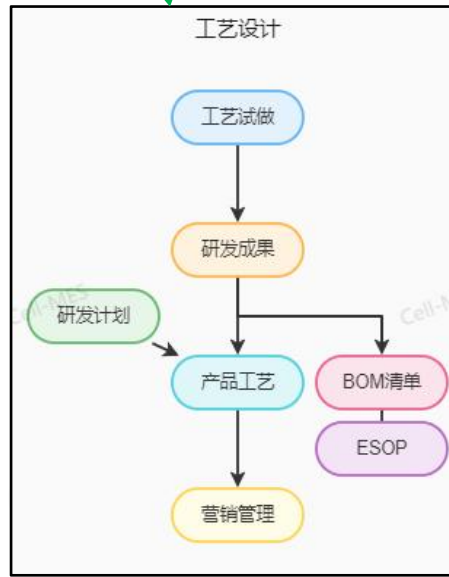 工艺设计
工艺试做
研发成果
Cell-MES
研发计划
产品工艺
BOM清单
ESOP
营销管理